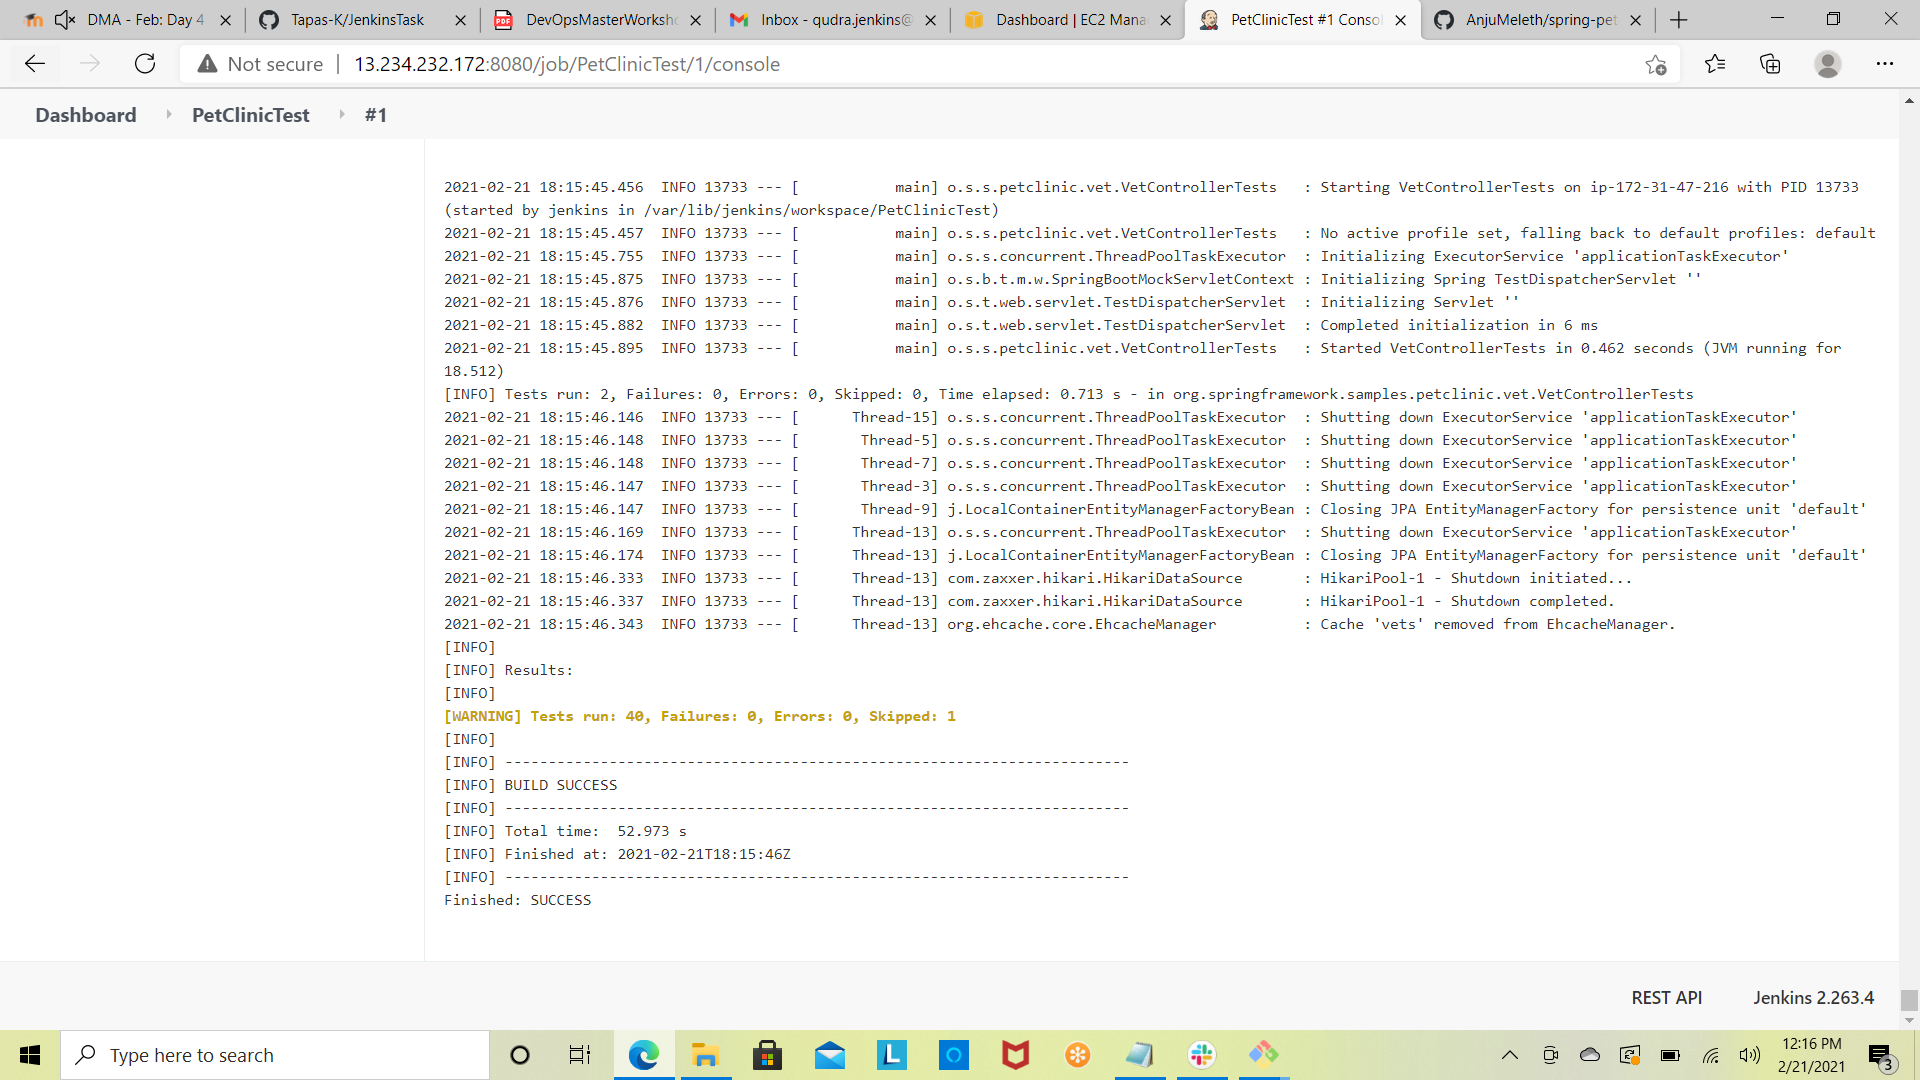 DMA - Feb: Day 4
Tapas-K/JenkinsTask
DevOpsMasterWorksho
Inbox - qudra.jenkins@
Dashboard | EC2 Mana
PetClinicTest #1 Consol
AnjuMeleth/spring-pet
Not secure | 13.234.232.172:8080/job/PetClinicTest/1/console
Dashboard PetClinicTest #1
2021-02-21 18:15:45.456  INFO 13733 --- [           main] o.s.s.petclinic.vet.VetControllerTests   : Starting VetControllerTests on ip-172-31-47-216 with PID 13733
(started by jenkins in /var/lib/jenkins/workspace/PetClinicTest)
2021-02-21 18:15:45.457  INFO 13733 --- [           main] o.s.s.petclinic.vet.VetControllerTests   : No active profile set, falling back to default profiles: default
2021-02-21 18:15:45.755  INFO 13733 --- [           main] o.s.s.concurrent.ThreadPoolTaskExecutor  : Initializing ExecutorService 'applicationTaskExecutor'
2021-02-21 18:15:45.875  INFO 13733 --- [           main] o.s.b.t.m.w.SpringBootMockServletContext : Initializing Spring TestDispatcherServlet ''
2021-02-21 18:15:45.876  INFO 13733 --- [           main] o.s.t.web.servlet.TestDispatcherServlet  : Initializing Servlet ''
2021-02-21 18:15:45.882  INFO 13733 --- [           main] o.s.t.web.servlet.TestDispatcherServlet  : Completed initialization in 6 ms
2021-02-21 18:15:45.895  INFO 13733 --- [           main] o.s.s.petclinic.vet.VetControllerTests   : Started VetControllerTests in 0.462 seconds (JVM running for
18.512)
[INFO] Tests run: 2, Failures: 0, Errors: 0, Skipped: 0, Time elapsed: 0.713 s - in org.springframework.samples.petclinic.vet.VetControllerTests
2021-02-21 18:15:46.146  INFO 13733 --- [      Thread-15] o.s.s.concurrent.ThreadPoolTaskExecutor  : Shutting down ExecutorService 'applicationTaskExecutor'
2021-02-21 18:15:46.148  INFO 13733 --- [       Thread-5] o.s.s.concurrent.ThreadPoolTaskExecutor  : Shutting down ExecutorService 'applicationTaskExecutor'
2021-02-21 18:15:46.148  INFO 13733 --- [       Thread-7] o.s.s.concurrent.ThreadPoolTaskExecutor  : Shutting down ExecutorService 'applicationTaskExecutor'
2021-02-21 18:15:46.147  INFO 13733 --- [       Thread-3] o.s.s.concurrent.ThreadPoolTaskExecutor  : Shutting down ExecutorService 'applicationTaskExecutor'
2021-02-21 18:15:46.147  INFO 13733 --- [       Thread-9] j.LocalContainerEntityManagerFactoryBean : Closing JPA EntityManagerFactory for persistence unit 'default'
2021-02-21 18:15:46.169  INFO 13733 --- [      Thread-13] o.s.s.concurrent.ThreadPoolTaskExecutor  : Shutting down ExecutorService 'applicationTaskExecutor'
2021-02-21 18:15:46.174  INFO 13733 --- [      Thread-13] j.LocalContainerEntityManagerFactoryBean : Closing JPA EntityManagerFactory for persistence unit 'default'
2021-02-21 18:15:46.333  INFO 13733 --- [      Thread-13] com.zaxxer.hikari.HikariDataSource       : HikariPool-1 - Shutdown initiated...
2021-02-21 18:15:46.337  INFO 13733 --- [      Thread-13] com.zaxxer.hikari.HikariDataSource       : HikariPool-1 - Shutdown completed.
2021-02-21 18:15:46.343  INFO 13733 --- [      Thread-13] org.ehcache.core.EhcacheManager          : Cache 'vets' removed from EhcacheManager.
[INFO]
[INFO] Results:
[INFO]
[WARNING] Tests run: 40, Failures: 0, Errors: 0, Skipped: 1
[INFO]
[INFO] ------------------------------------------------------------------------
[INFO] BUILD SUCCESS
[INFO] ------------------------------------------------------------------------
[INFO] Total time:  52.973 s
[INFO] Finished at: 2021-02-21T18:15:46Z
[INFO] ------------------------------------------------------------------------
Finished: SUCCESS
REST API Jenkins 2.263.4
Type here to search
12:16 PM
2/21/2021
3